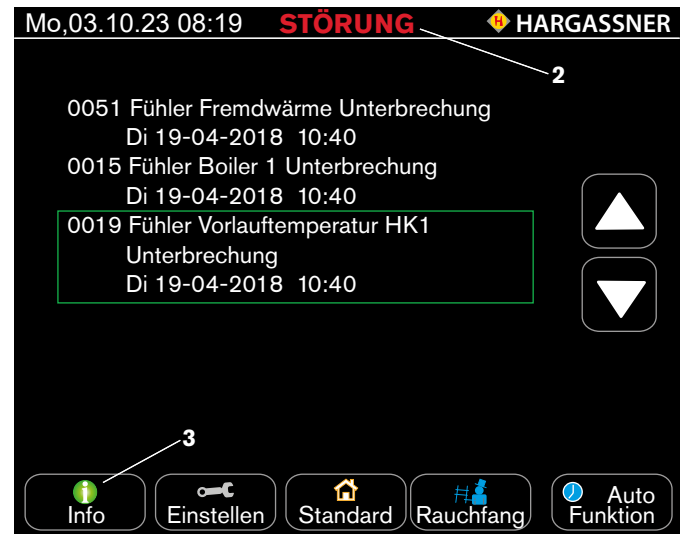 Mo,03.10.23 08:19 STÖRUNG HARGASSNER
2
0051 Fühler Fremdwärme Unterbrechung
Di 19-04-2018 10:40
0015 Fühler Boiler 1 Unterbrechung
Di 19-04-2018 10:40
0019 Fühler Vorlauftemperatur HK1
Unterbrechung
Di 19-04-2018 10:40
3
Info Einstellen Standard Rauchfang Auto
Funktion